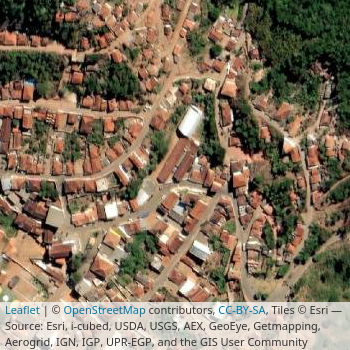 Leaflet | © OpenStreetMap contributors, CC-BY-SA, Tiles © Esri —
Source: Esri, i-cubed, USDA, USGS, AEX, GeoEye, Getmapping,
Aerogrid, IGN, IGP, UPR-EGP, and the GIS User Community